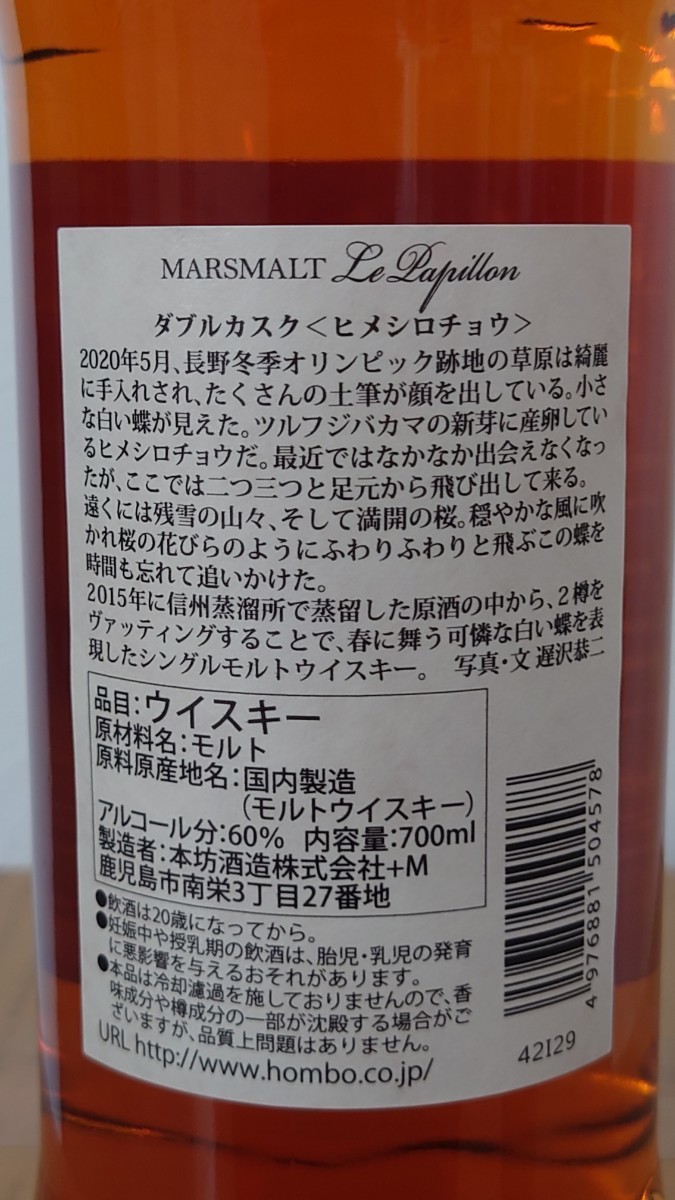 MARSMALT Le Papillon
ダブルカスク＜ヒメシロチョウ＞
2020年5月、長野冬季オリンピック跡地の草原は綺麗
に手入れされ、たくさんの土筆が顔を出している。小さ
な白い蝶が見えた。ツルフジバカマの新芽に産卵してい
るヒメシロチョウだ。最近ではなかなか出会えなくなっ
たが、ここでは二つ三つと足元から飛び出して来る。
遠くには残雪の山々、そして満開の桜。穏やかな風に吹
かれ桜の花びらのようにふわりふわりと飛ぶこの蝶を
時間も忘れて追いかけた。
2015年に信州蒸溜所で蒸留した原酒の中から、2樽を
ヴァッティングすることで、春に舞う可憐な白い蝶を表
現したシングルモルトウイスキー。 写真・文 遅沢恭二
品目：ウイスキー
原材料名：モルト
原料原産地名：国内製造
（モルトウイスキー）
アルコール分：60% 内容量：700ml
製造者：本坊酒造株式会社+M
鹿児島市南栄3丁目27番地
●飲酒は20歳になってから。
●妊娠中や授乳期の飲酒は、胎児・乳児の発育
に悪影響を与えるおそれがあります。
●本品は冷却濾過を施しておりませんので、香
味成分や樽成分の一部が沈殿する場合がご
ざいますが、品質上問題はありません。
URL http://www.hombo.co.jp/
4 976881 504578
42129